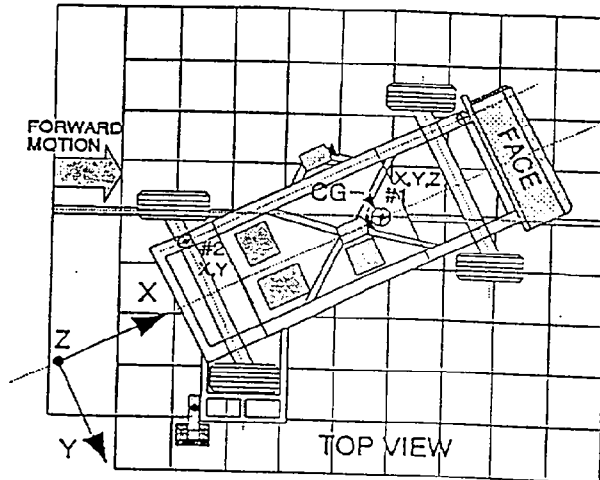 FORWARD
MOTION
FACE
X,Y,Z
CG
#1
#2
X,Y
X
Z
Y
TOP VIEW